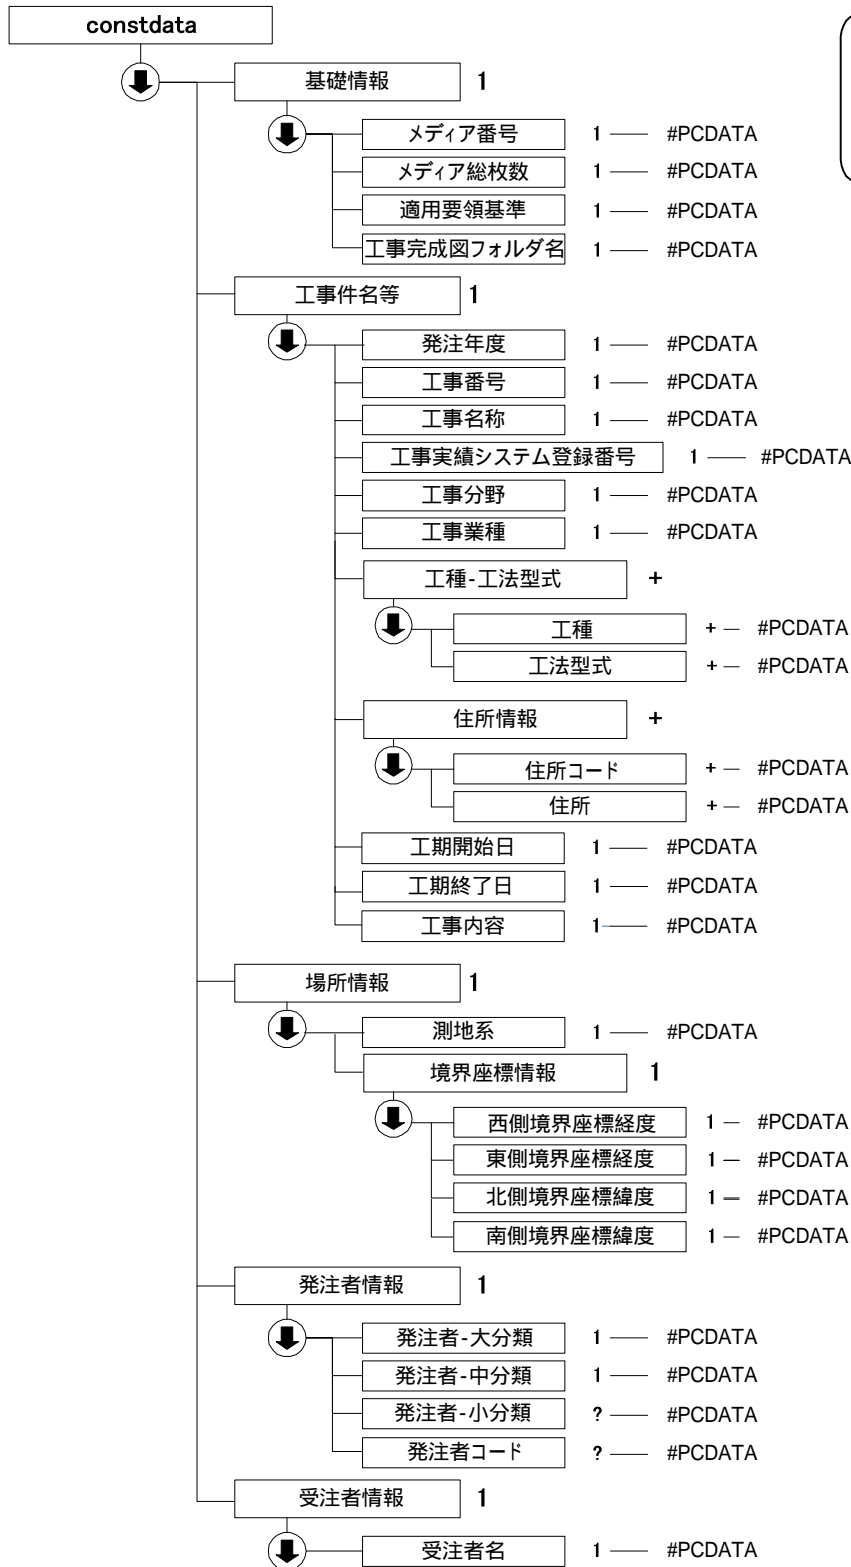 constdata
基礎情報 1
メディア番号 1 #PCDATA
メディア総枚数 1 #PCDATA
適用要領基準 1 #PCDATA
工事完成図フォルダ名 1 #PCDATA
工事件名等 1
発注年度 1 #PCDATA
工事番号 1 #PCDATA
工事名称 1 #PCDATA
工事実績システム登録番号 1 #PCDATA
工事分野 1 #PCDATA
工事業種 1 #PCDATA
工種-工法型式 +
工種 + #PCDATA
工法型式 + #PCDATA
住所情報 +
住所コード + #PCDATA
住所 + #PCDATA
工期開始日 1 #PCDATA
工期終了日 1 #PCDATA
工事内容 1 #PCDATA
場所情報 1
測地系 1 #PCDATA
境界座標情報 1
西側境界座標経度 1 #PCDATA
東側境界座標経度 1 #PCDATA
北側境界座標緯度 1 #PCDATA
南側境界座標緯度 1 #PCDATA
発注者情報 1
発注者-大分類 1 #PCDATA
発注者-中分類 1 #PCDATA
発注者-小分類 ? #PCDATA
発注者コード ? #PCDATA
受注者情報 1
受注者名 1 #PCDATA